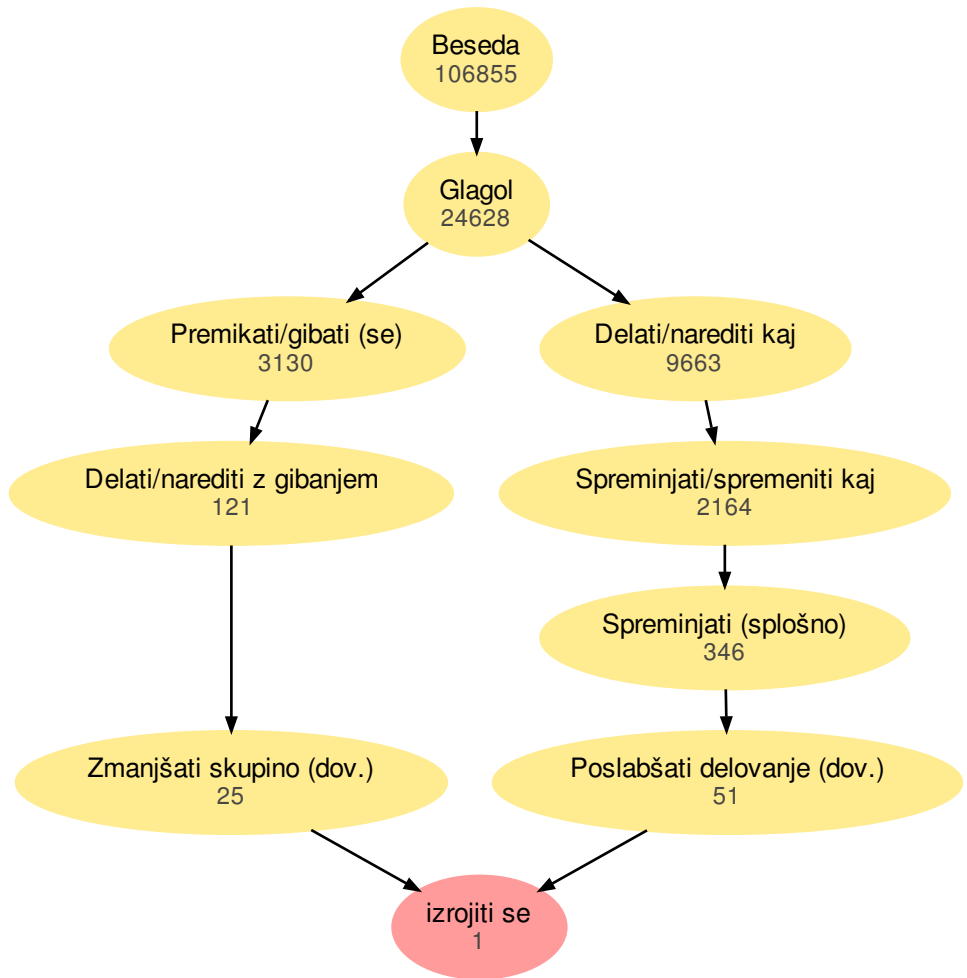 Beseda
106855
Glagol
24628
Premikati/gibati (se)
3130
Delati/narediti kaj
9663
Delati/narediti z gibanjem
121
Spreminjati/spremeniti kaj
2164
Spreminjati (splošno)
346
Zmanjšati skupino (dov.)
25
Poslabšati delovanje (dov.)
51
izrojiti se
1